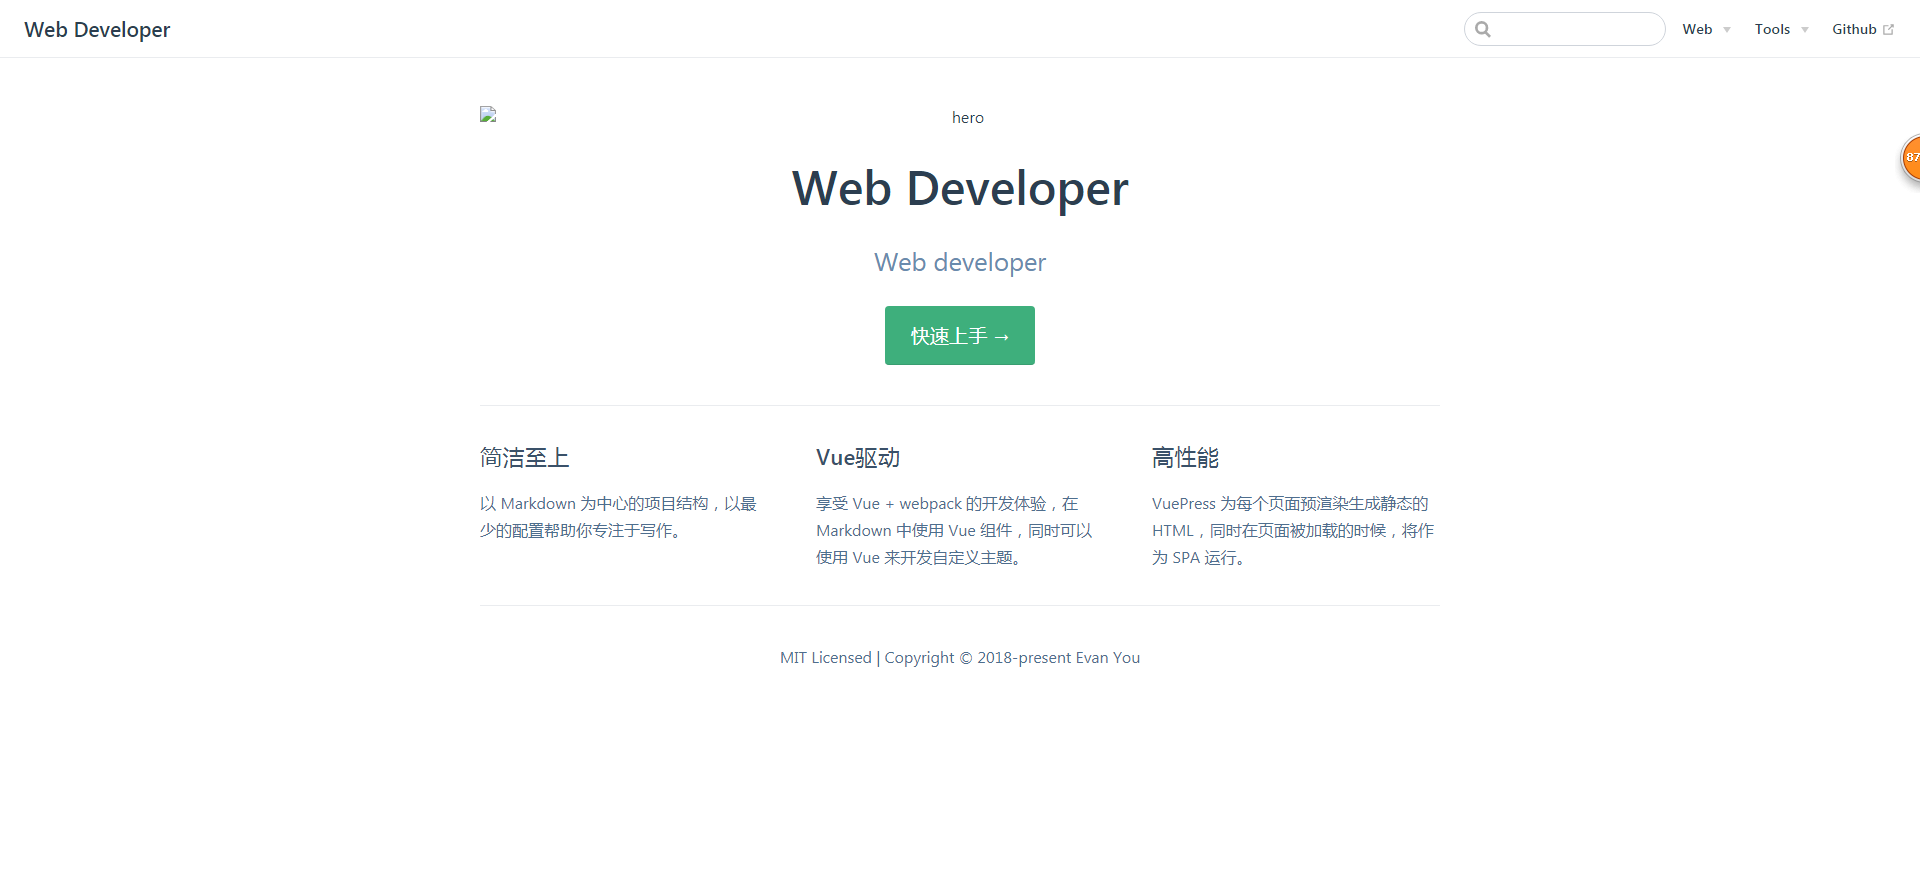 Web Developer
Web
Tools
Github
hero
87
Web Developer
Web developer
快速上手 →
简洁至上
以 Markdown 为中心的项目结构，以最
少的配置帮助你专注于写作。
Vue驱动
享受 Vue + webpack 的开发体验，在
Markdown 中使用 Vue 组件，同时可以
使用 Vue 来开发自定义主题。
高性能
VuePress 为每个页面预渲染生成静态的
HTML，同时在页面被加载的时候，将作
为 SPA 运行。
MIT Licensed | Copyright © 2018-present Evan You